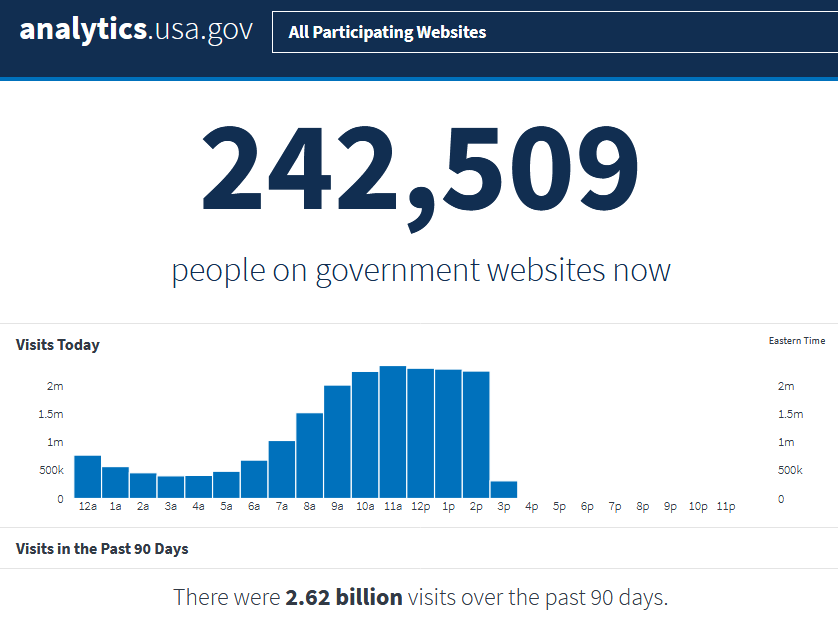 analytics.usa.gov
All Participating Websites
242,509
people on government websites now
Visits Today
Eastern Time
2m 2m
1.5m 1.5m
1m 1m
500k 500k
0 0
12a 1a 2a 3a 4a 5a 6a 7a 8a 9a 10a 11a 12p 1p 2p 3p 4p 5p 6p 7p 8p 9p 10p 11p
Visits in the Past 90 Days
There were 2.62 billion visits over the past 90 days.